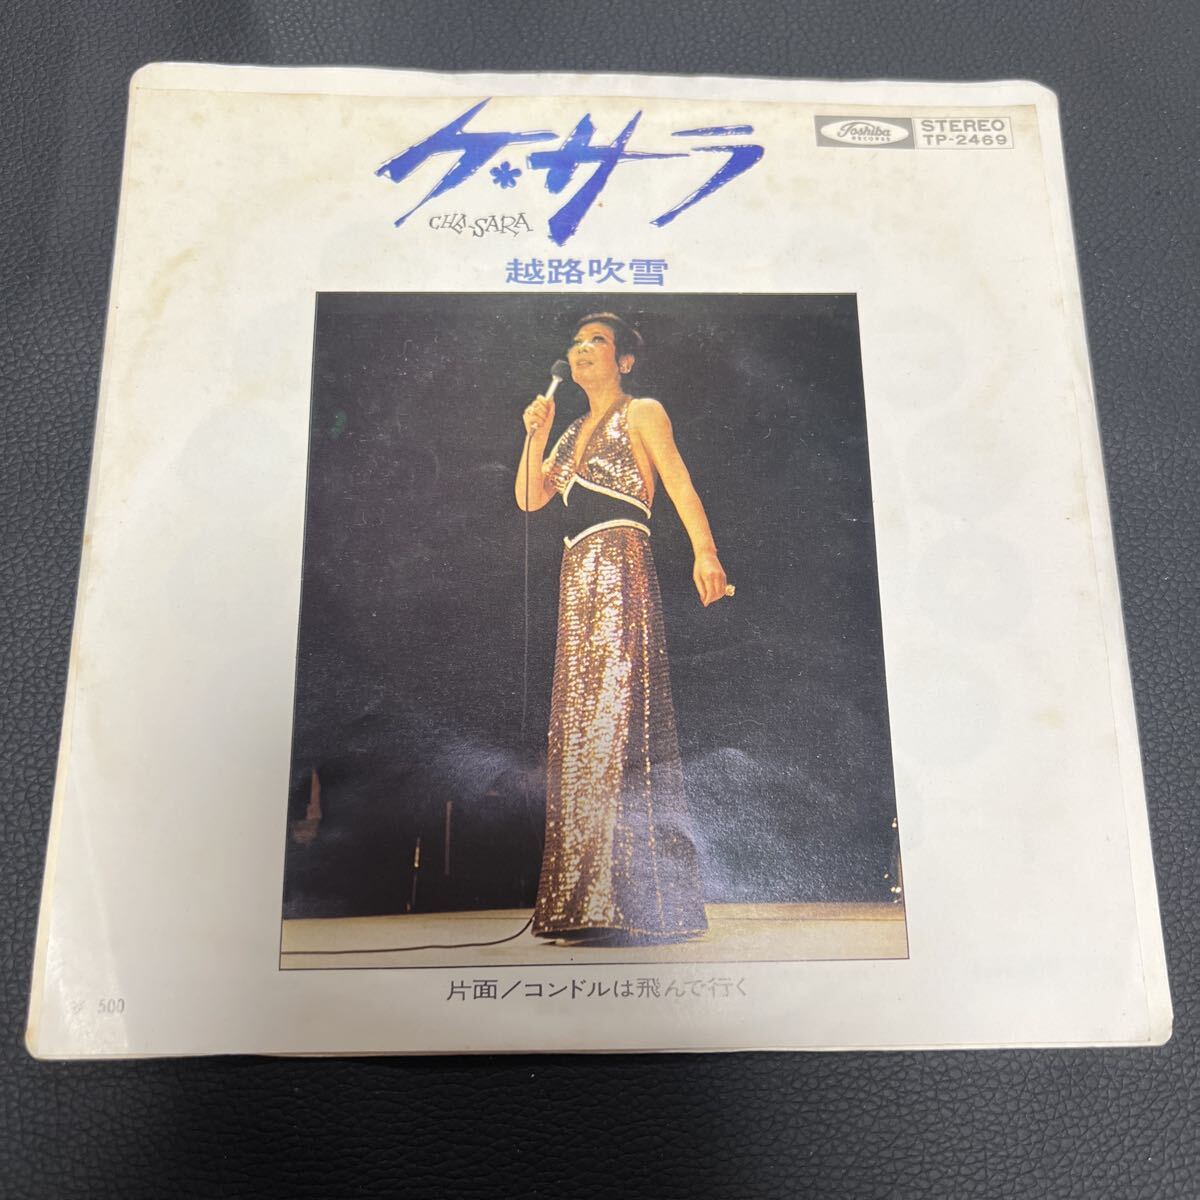 ケ・サラ
CHA-SARA
越路吹雪
Toshiba
RECORDS
STEREO
TP-2469
片面/コンドルは飛んで行く
¥ 500